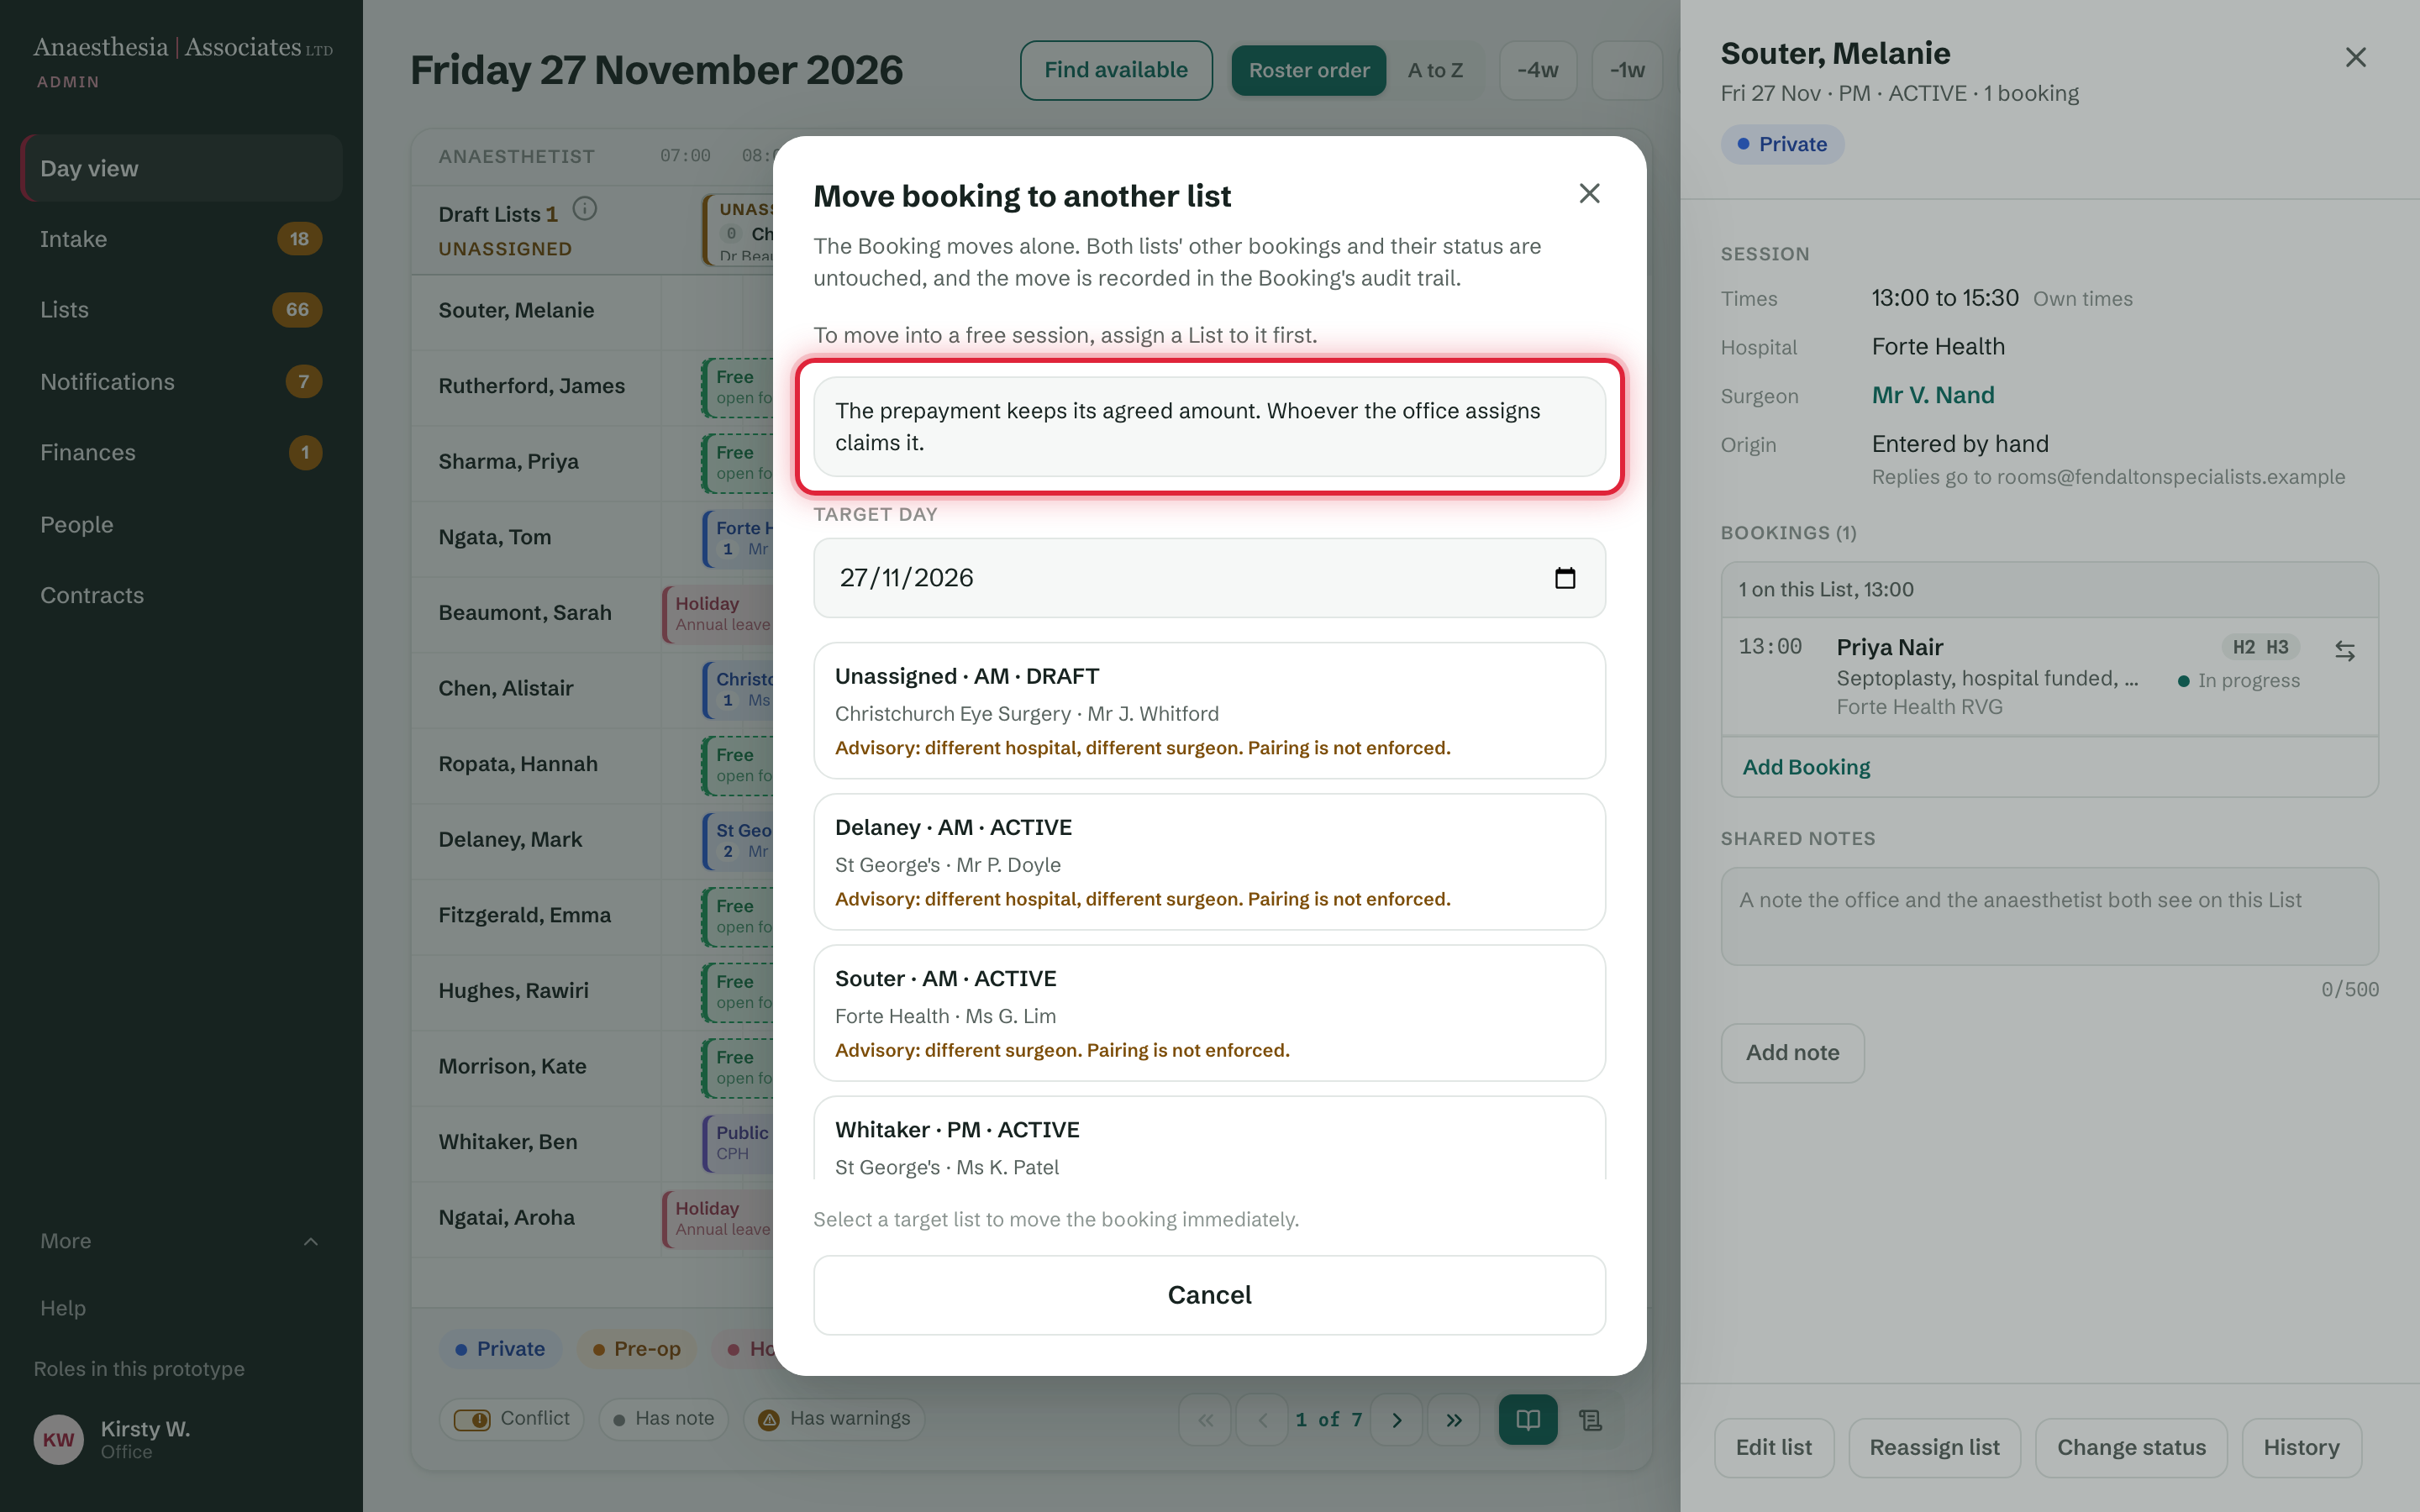 Anaesthesia | Associates LTD
ADMIN
Day view
Intake 18
Lists 66
Notifications 7
Finances 1
People
Contracts
More
Help
Roles in this prototype
KW
Kirsty W.
Office
Friday 27 November 2026
Find available
Roster order
A to Z
-4w
-1w
ANAESTHETIST 07:00
Draft Lists 1
UNASSIGNED
0
Souter, Melanie
Rutherford, James
Free
Sharma, Priya
Free
Ngata, Tom
1 Mr
Beaumont, Sarah
Holiday
Annual leave
Chen, Alistair
1 Ms
Ropata, Hannah
Free
Delaney, Mark
2 Mr
Fitzgerald, Emma
Free
Hughes, Rawiri
Free
Morrison, Kate
Free
Whitaker, Ben
Public
CPH
Ngatai, Aroha
Holiday
Annual leave
Private
Pre-op
Conflict
Has note
Has warnings
1 of 7
Move booking to another list
The Booking moves alone. Both lists' other bookings and their status are
untouched, and the move is recorded in the Booking's audit trail.
To move into a free session, assign a List to it first.
The prepayment keeps its agreed amount. Whoever the office assigns
claims it.
TARGET DAY
27/11/2026
Unassigned · AM · DRAFT
Christchurch Eye Surgery · Mr J. Whitford
Advisory: different hospital, different surgeon. Pairing is not enforced.
Delaney · AM · ACTIVE
St George's · Mr P. Doyle
Advisory: different hospital, different surgeon. Pairing is not enforced.
Souter · AM · ACTIVE
Forte Health · Ms G. Lim
Advisory: different surgeon. Pairing is not enforced.
Whitaker · PM · ACTIVE
St George's · Ms K. Patel
Select a target list to move the booking immediately.
Cancel
Souter, Melanie
Fri 27 Nov · PM · ACTIVE · 1 booking
Private
SESSION
Times 13:00 to 15:30 Own times
Hospital Forte Health
Surgeon Mr V. Nand
Origin Entered by hand
Replies go to rooms@fendaltonspecialists.example
BOOKINGS (1)
1 on this List, 13:00
13:00 Priya Nair H2 H3
Septoplasty, hospital funded, ... In progress
Forte Health RVG
Add Booking
SHARED NOTES
A note the office and the anaesthetist both see on this List
0/500
Add note
Edit list
Reassign list
Change status
History